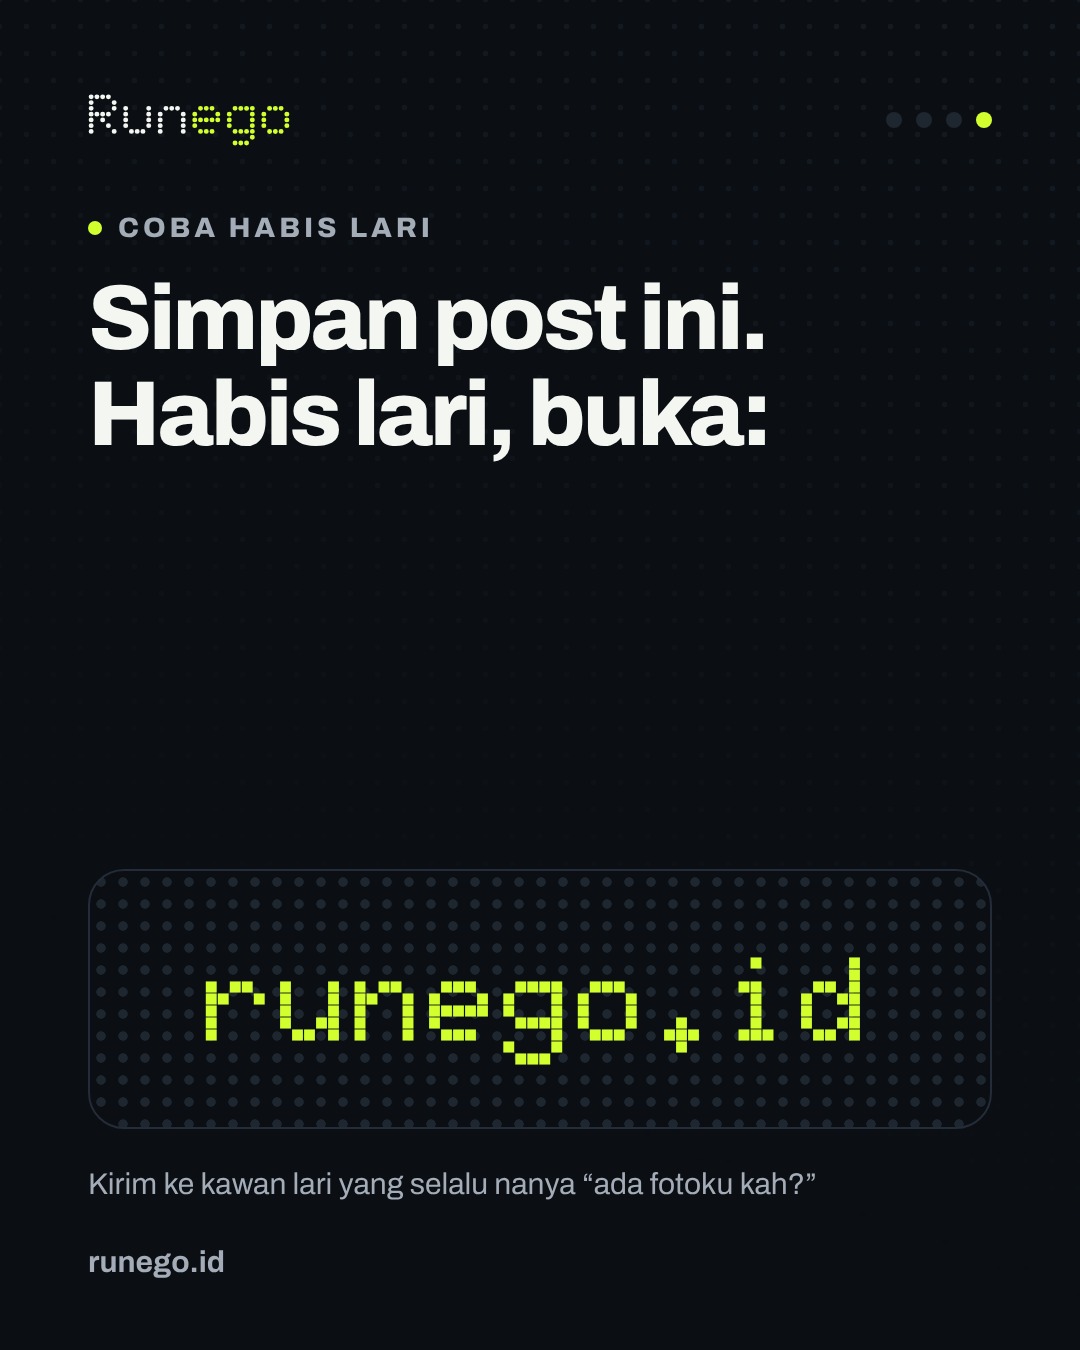 Runego
COBA HABIS LARI
Simpan post ini.
Habis lari, buka:
runego.id
Kirim ke kawan lari yang selalu nanya “ada fotoku kah?”
runego.id